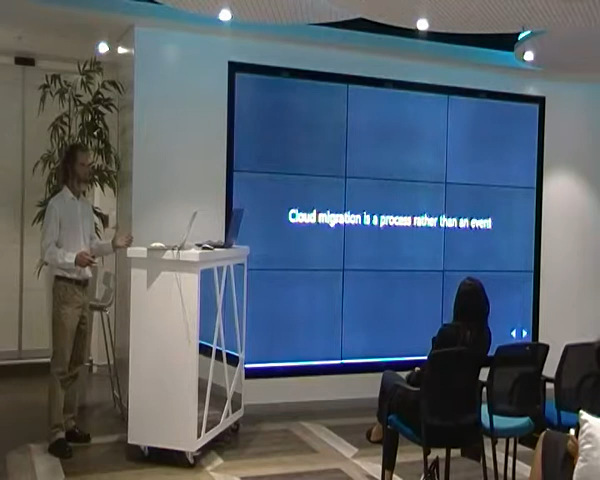 Cloud migration is a process rather than an event